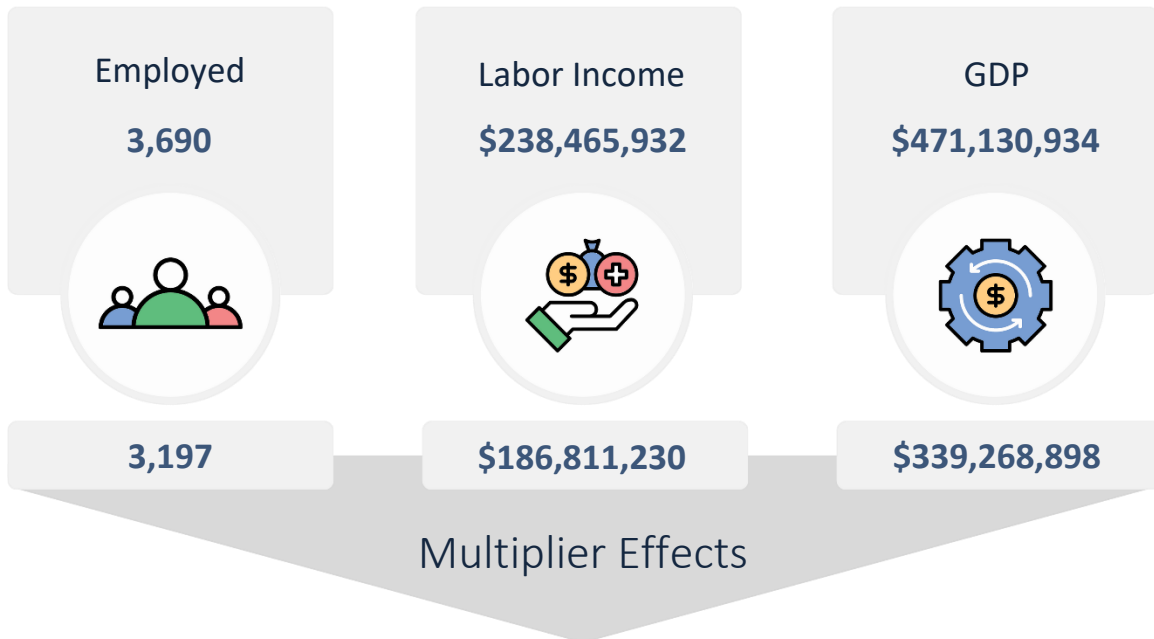 Employed
3,690
Labor Income
$238,465,932
GDP
$471,130,934
$
$
3,197
$186,811,230
$339,268,898
Multiplier Effects